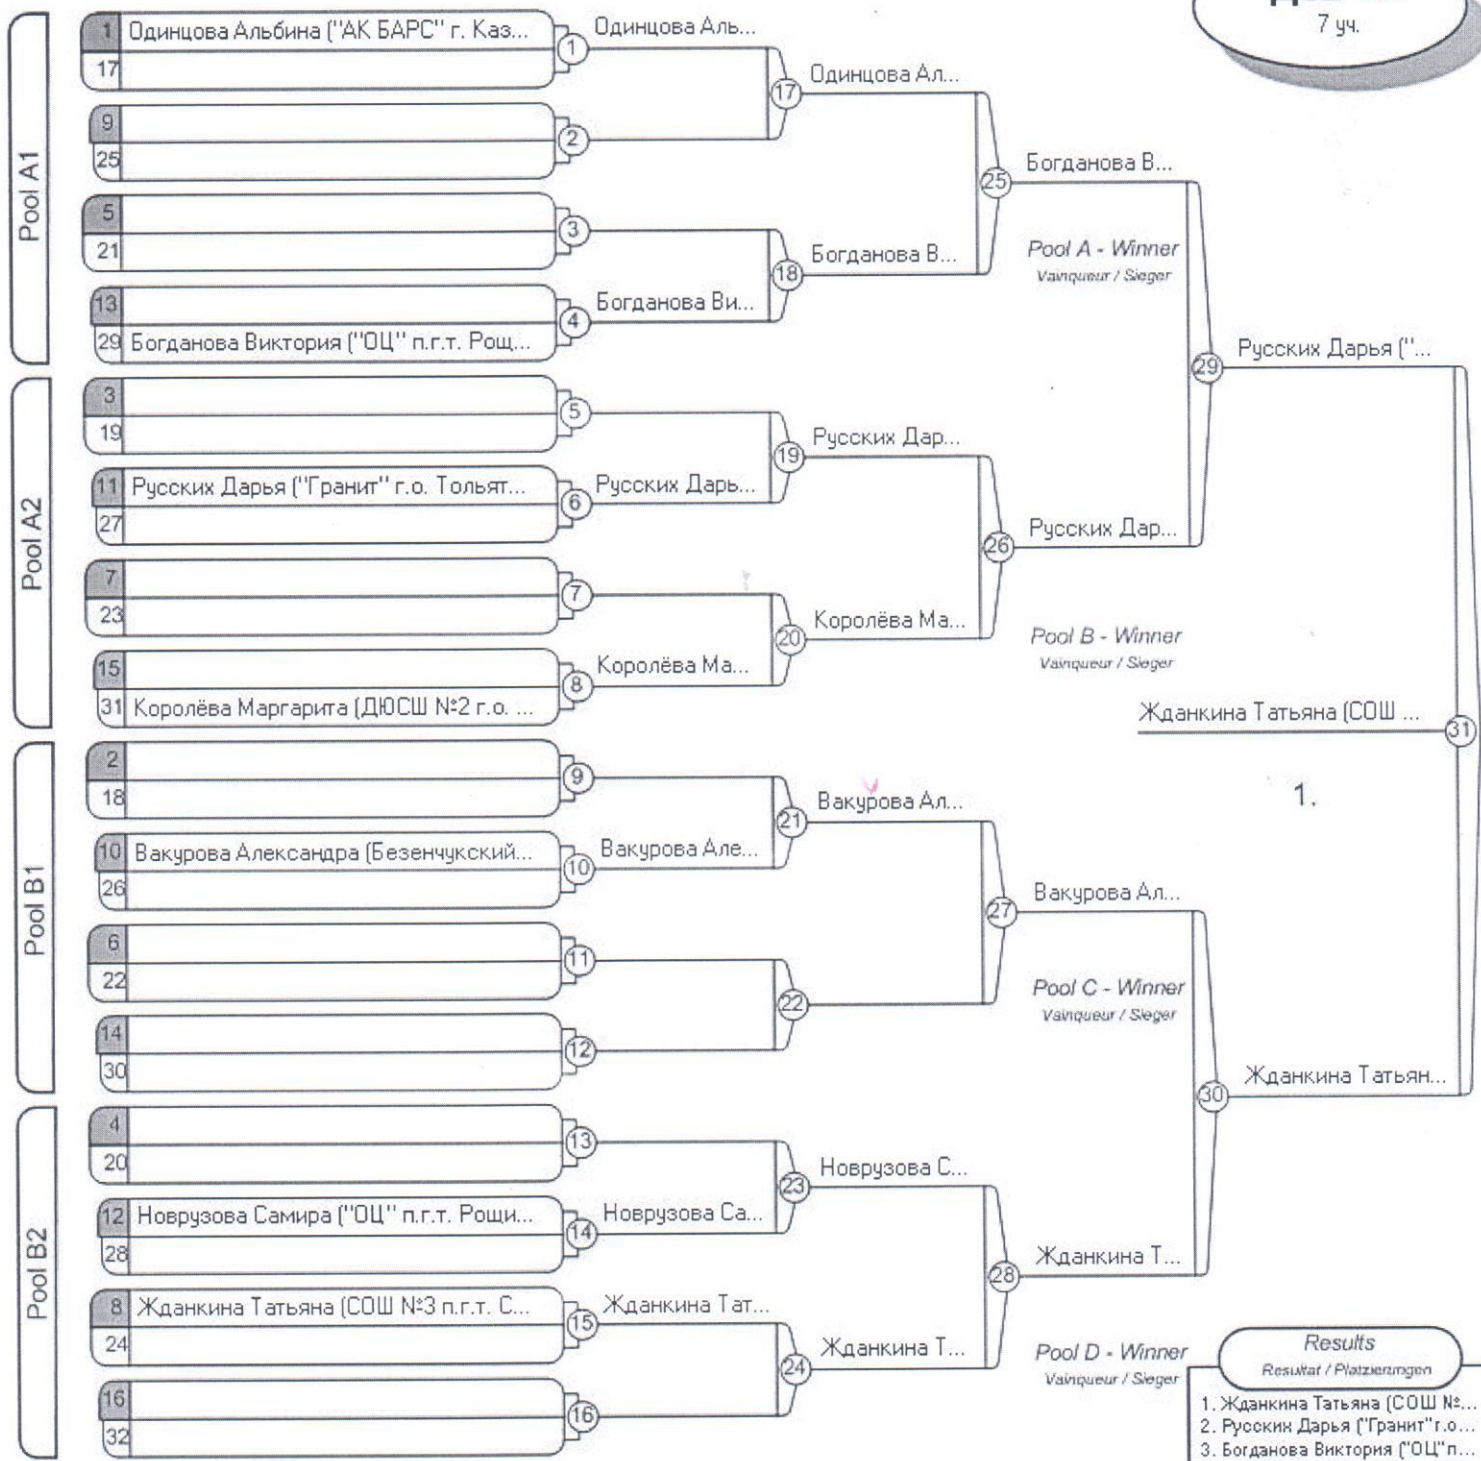 7 уч.
Pool A1
1 Одинцова Альбина ("АК БАРС" г. Каз...
17
1
Одинцова Аль...
9
25
2
17
Одинцова Ал...
5
21
3
13
29 Богданова Виктория ("ОЦ" п.г.т. Рощ...
4
Богданова Ви...
18
Богданова В...
25
Богданова В...
Pool A - Winner
Vainqueur / Sieger
Pool A2
3
19
5
11 Русских Дарья ("Гранит" г.о. Тольят...
27
6
Русских Дарь...
19
Русских Дар...
7
23
7
15
31 Королёва Маргарита (ДЮСШ №2 г.о. ...
8
Королёва Ма...
20
Королёва Ма...
26
Русских Дар...
Pool B - Winner
Vainqueur / Sieger
29
Русских Дарья ("...
Жданкина Татьяна (СОШ ...
31
1.
Pool B1
2
18
9
10 Вакурова Александра (Безенчукский...
26
10
Вакурова Але...
21
Вакурова Ал...
6
22
11
14
30
12
22
27
Вакурова Ал...
Pool C - Winner
Vainqueur / Sieger
Pool B2
4
20
13
12 Новрузова Самира ("ОЦ" п.г.т. Рощи...
28
14
Новрузова Са...
23
Новрузова С...
8 Жданкина Татьяна (СОШ №3 п.г.т. С...
24
15
Жданкина Тат...
16
32
16
24
Жданкина Т...
28
Жданкина Т...
Pool D - Winner
Vainqueur / Sieger
30
Жданкина Татьян...
Results
Resultat / Platzierungen
1. Жданкина Татьяна (СОШ №...
2. Русских Дарья ("Гранит" г.о...
3. Богданова Виктория ("ОЦ" п...